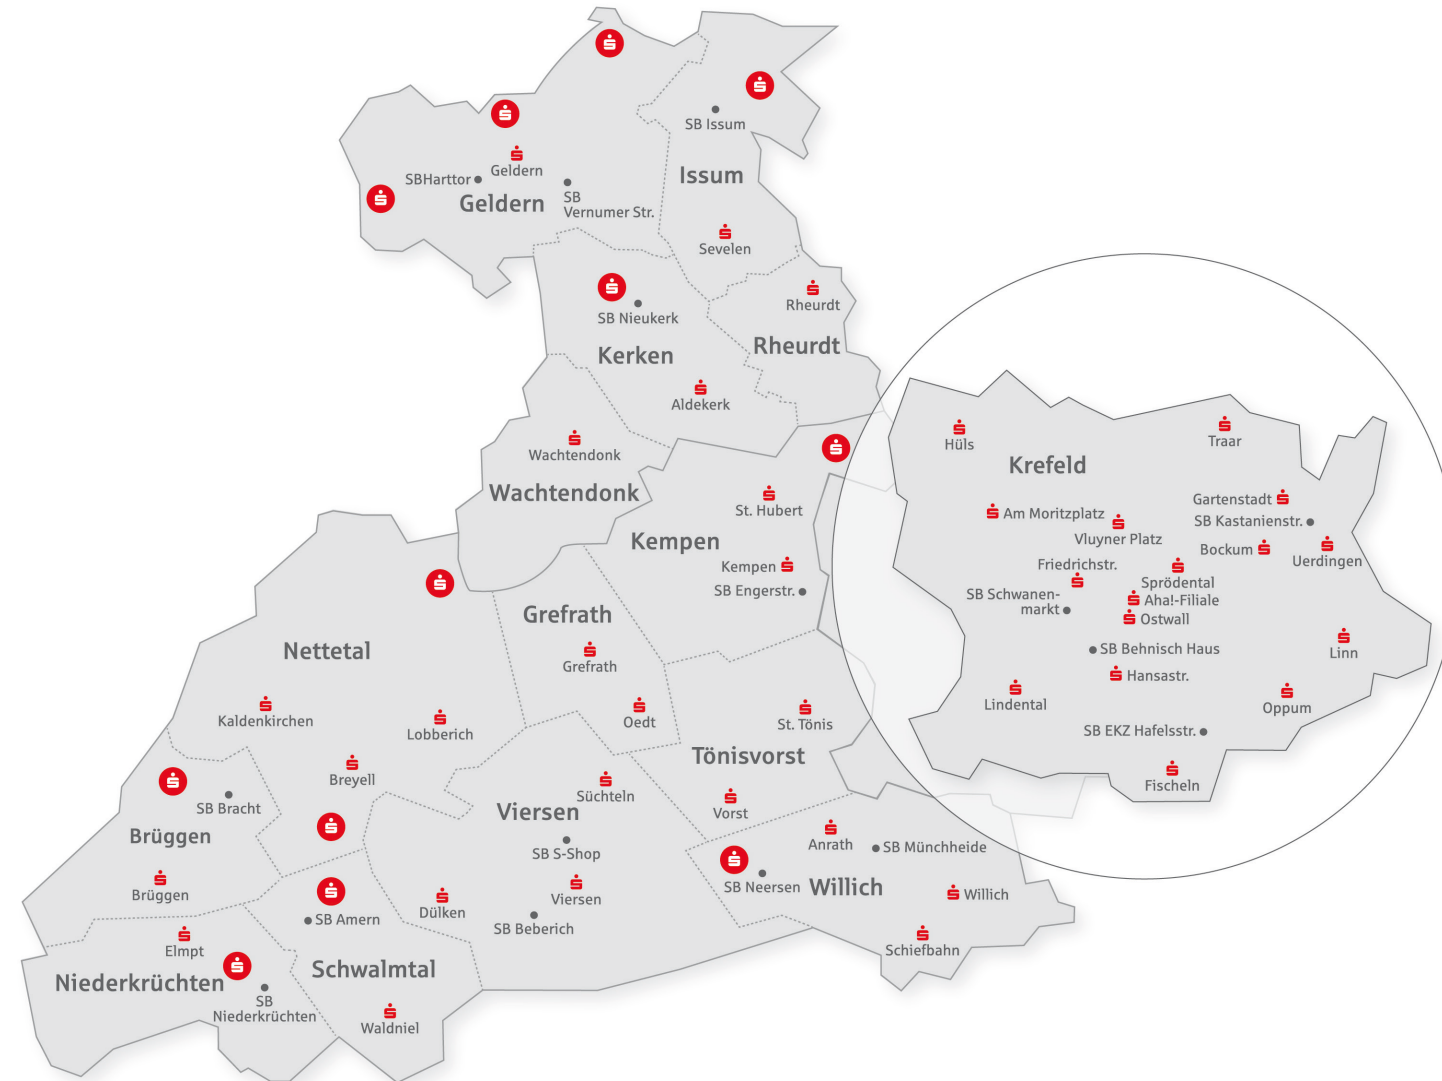 SB Issum
Geldern
SBHarttor
Issum
Geldern
SB
Vernumer Str.
Sevelen
Rheurdt
SB Nieukerk
Kerken
Rheurdt
Aldekerk
Wachtendonk
Wachtendonk
St. Hubert
Kempen
Kempen
SB Engerstr.
Grefrath
Nettetal
Grefrath
Kaldenkirchen
Lobberich
Oedt
St. Tönis
Tönisvorst
Breyell
Süchteln
SB Bracht
Viersen
Vorst
Brüggen
SB S-Shop
Anrath
SB Münchheide
Brüggen
Dülken
Viersen
SB Neersen
Willich
Willich
SB Amern
SB Beberich
Elmpt
Schiefbahn
Niederkrüchten
Schwalmtal
SB
Niederkrüchten
Waldniel
Hüls
Traar
Krefeld
Gartenstadt
Am Moritzplatz
SB Kastanienstr.
Vluyner Platz
Bockum
Uerdingen
Friedrichstr.
Sprödental
SB Schwanen-
markt
Aha!-Filiale
Ostwall
SB Behnisch Haus
Linn
Hansastr.
Lindental
Oppum
SB EKZ Hafelsstr.
Fischeln